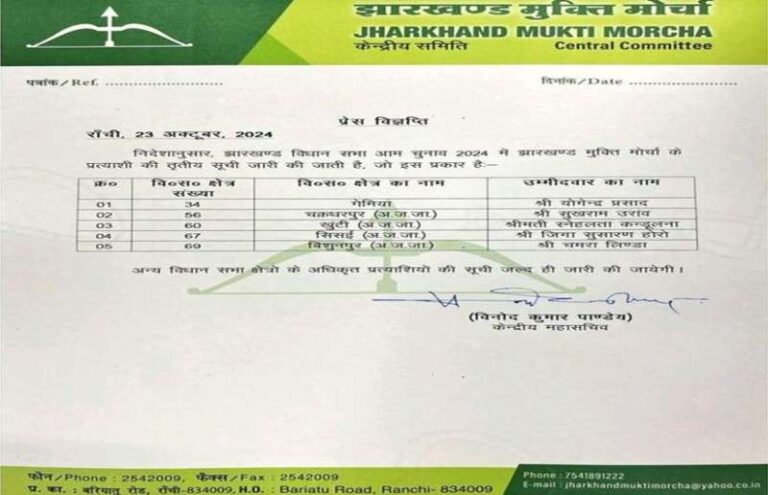 झारखण्ड मुक्ति मोर्चा
JHARKHAND MUKTI MORCHA
केन्द्रीय समिति Central Committee
पत्रांक/Ref. ........................... दिनांक/Date ........................
प्रेस विज्ञप्ति
राँची, 23 अक्टूबर, 2024
निदेशानुसार, झारखण्ड विधान सभा आम चुनाव 2024 में झारखण्ड मुक्ति मोर्चा के
प्रत्याशी की तृतीय सूची जारी की जाती है, जो इस प्रकार है:–
क्र० वि०स० क्षेत्र संख्या वि०स० क्षेत्र का नाम उम्मीदवार का नाम
01 34 गोमिया श्री योगेन्द्र प्रसाद
02 56 चक्रधरपुर (अ.ज.जा.) श्री सुखराम उरांव
03 60 खुंटी (अ.ज.जा.) श्रीमती स्नेहलता कन्डूलना
04 67 सिसई (अ.ज.जा.) श्री जिगा सुसारण होरो
05 69 बिशुनपुर (अ.ज.जा.) श्री चमरा लिण्डा
अन्य विधान सभा क्षेत्रों के अधिकृत प्रत्याशियों की सूची जल्द ही जारी की जायेगी।
(विनोद कुमार पाण्डेय)
केन्द्रीय महासचिव
फोन/Phone : 2542009, फैक्स/Fax : 2542009
प्र. का. : बरियातु रोड, राँची-834009, H.O. : Bariatu Road, Ranchi- 834009
Phone : 7541891222
E-mail : jharkhandmuktimorcha@yahoo.co.in